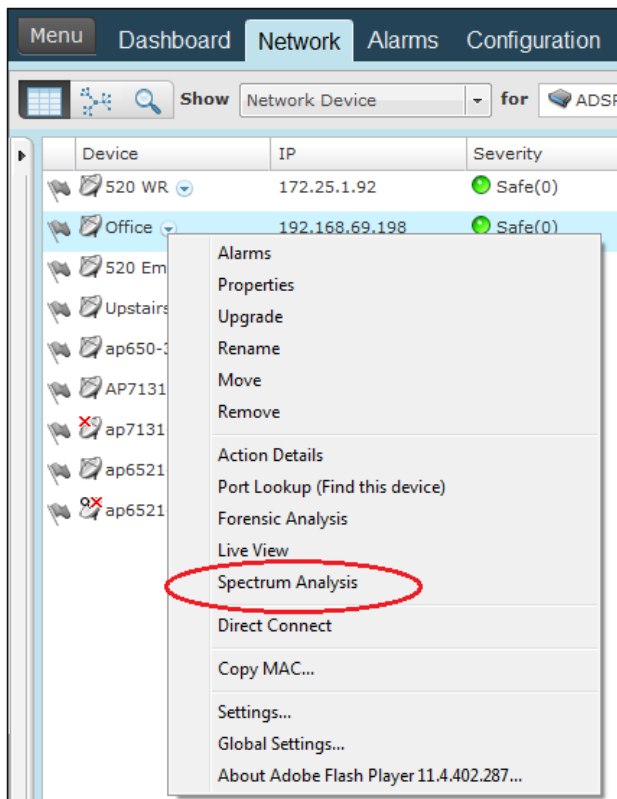 Menu Dashboard Network Alarms Configuration
Show Network Device for ADSP
Device IP Severity
520 WR 172.25.1.92 Safe(0)
Office 192.168.69.198 Safe(0)
520 Em
Upstairs
ap650-3
AP7131
ap7131
ap6521
ap6521
Alarms
Properties
Upgrade
Rename
Move
Remove
Action Details
Port Lookup (Find this device)
Forensic Analysis
Live View
Spectrum Analysis
Direct Connect
Copy MAC...
Settings...
Global Settings...
About Adobe Flash Player 11.4.402.287...